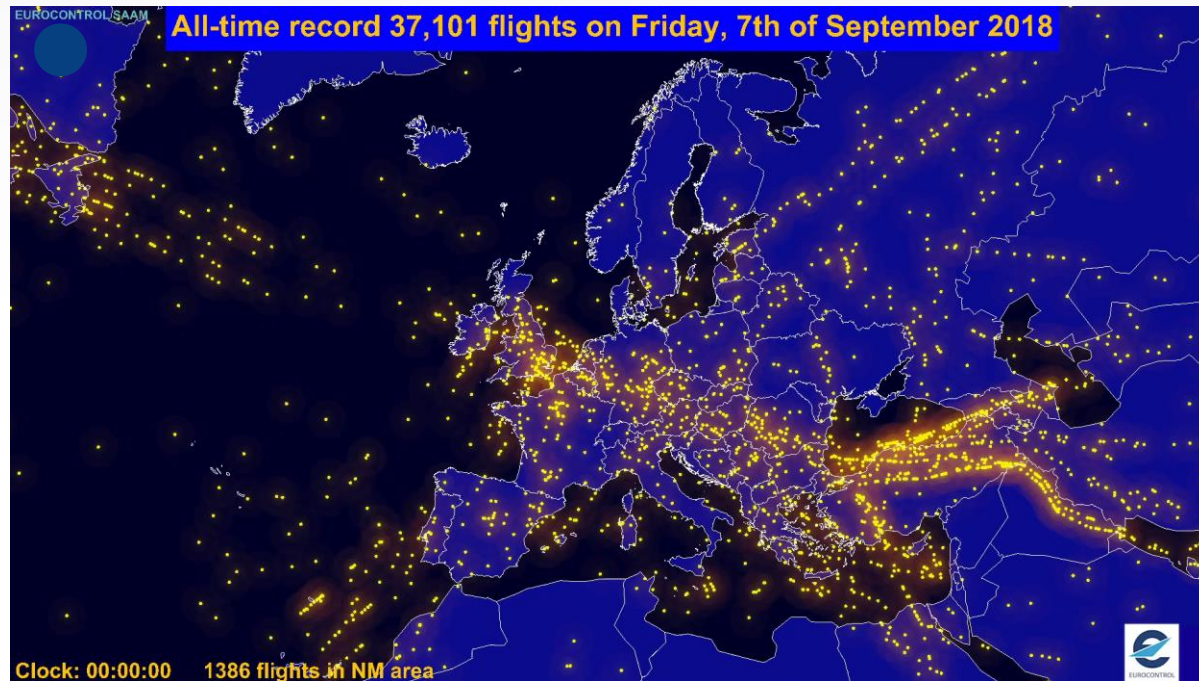 EUROCONTROL/SAAM
All-time record 37,101 flights on Friday, 7th of September 2018
Clock: 00:00:00 1386 flights in NM area
EUROCONTROL